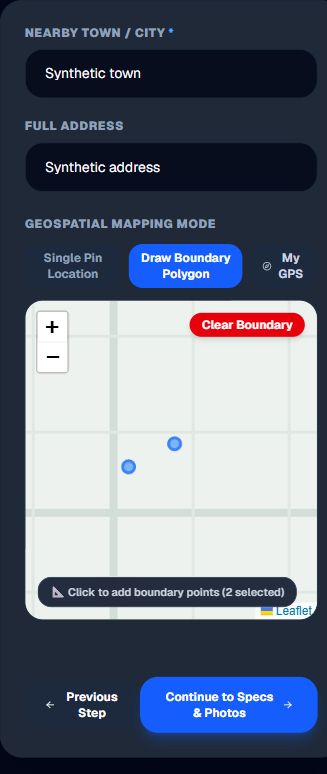 NEARBY TOWN / CITY *
Synthetic town
FULL ADDRESS
Synthetic address
GEOSPATIAL MAPPING MODE
Single Pin
Location
Draw Boundary
Polygon
My
GPS
+
−
Clear Boundary
Click to add boundary points (2 selected)
Leaflet
← Previous
Step
Continue to Specs →
& Photos